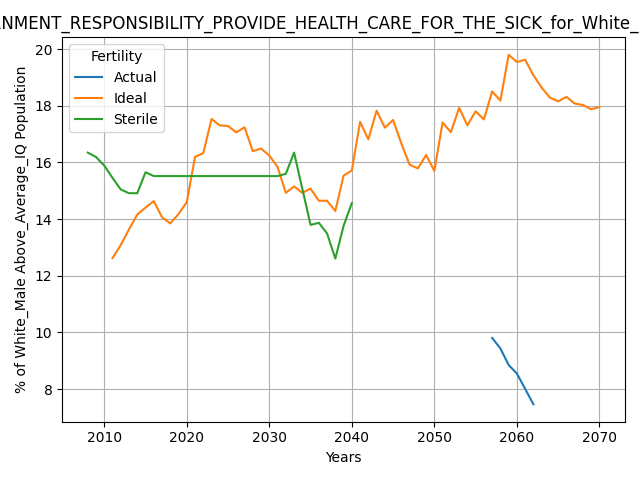 RNMENT_RESPONSIBILITY_PROVIDE_HEALTH_CARE_FOR_THE_SICK_for_White_
Fertility
Actual
Ideal
Sterile
% of White_Male Above_Average_IQ Population
20
18
16
14
12
10
8
2010 2020 2030 2040 2050 2060 2070
Years